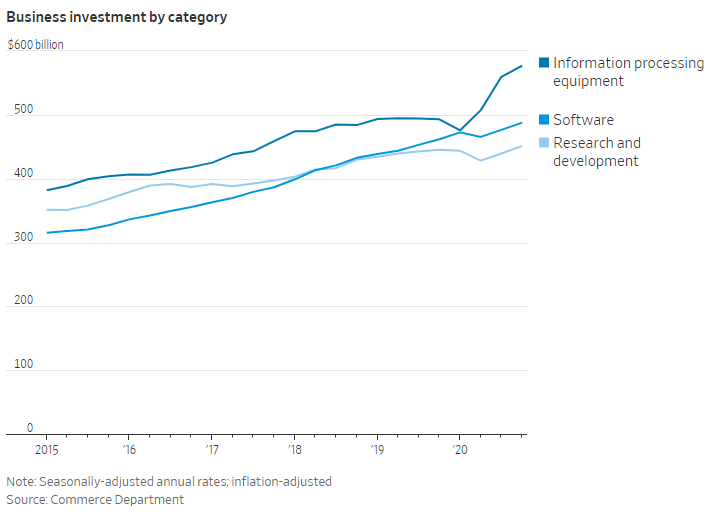 Business investment by category
$600 billion
500
400
300
200
100
0
2015 '16 '17 '18 '19 '20
Information processing
equipment
Software
Research and
development
Note: Seasonally-adjusted annual rates; inflation-adjusted
Source: Commerce Department